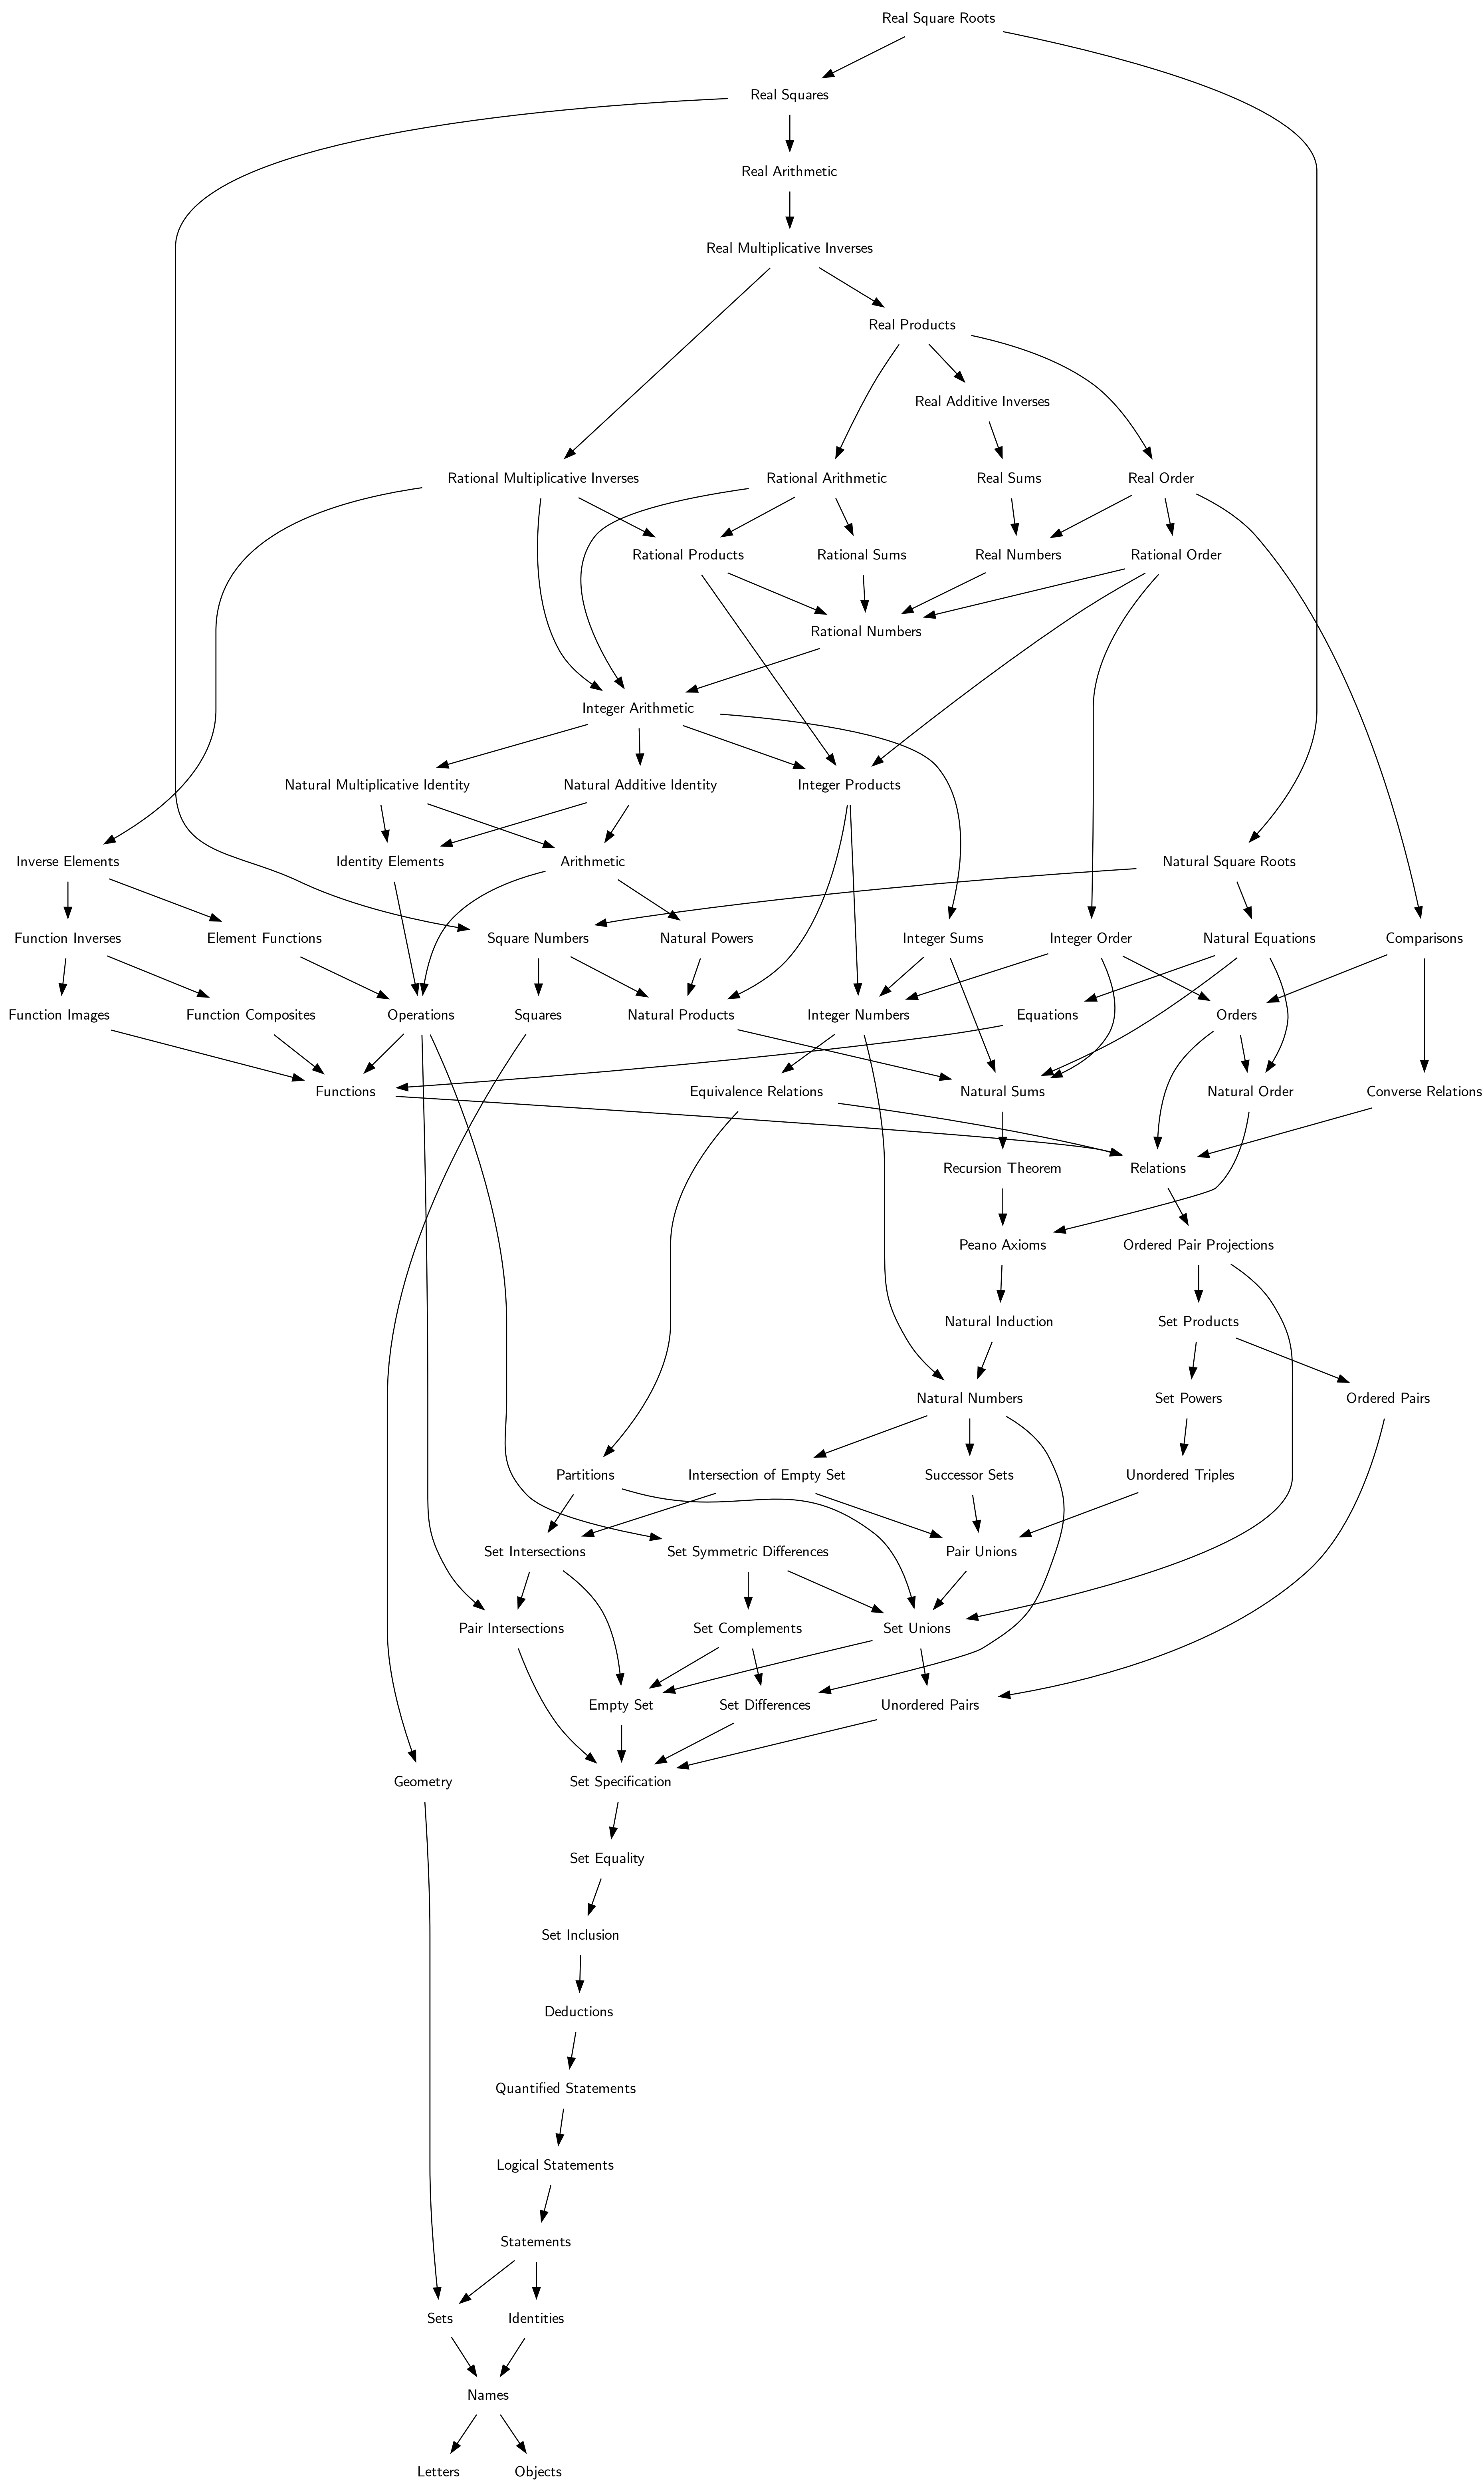 Real Square Roots
Real Squares
Real Arithmetic
Real Multiplicative Inverses
Real Products
Real Additive Inverses
Rational Multiplicative Inverses
Rational Arithmetic
Real Sums
Real Order
Rational Products
Rational Sums
Real Numbers
Rational Order
Rational Numbers
Integer Arithmetic
Natural Multiplicative Identity
Natural Additive Identity
Integer Products
Inverse Elements
Identity Elements
Arithmetic
Natural Square Roots
Function Inverses
Element Functions
Square Numbers
Natural Powers
Integer Sums
Integer Order
Natural Equations
Comparisons
Function Images
Function Composites
Operations
Squares
Natural Products
Integer Numbers
Equations
Orders
Functions
Equivalence Relations
Natural Sums
Natural Order
Converse Relations
Recursion Theorem
Relations
Peano Axioms
Ordered Pair Projections
Natural Induction
Set Products
Natural Numbers
Set Powers
Ordered Pairs
Partitions
Intersection of Empty Set
Successor Sets
Unordered Triples
Set Intersections
Set Symmetric Differences
Pair Unions
Pair Intersections
Set Complements
Set Unions
Empty Set
Set Differences
Unordered Pairs
Geometry
Set Specification
Set Equality
Set Inclusion
Deductions
Quantified Statements
Logical Statements
Statements
Sets
Identities
Names
Letters
Objects